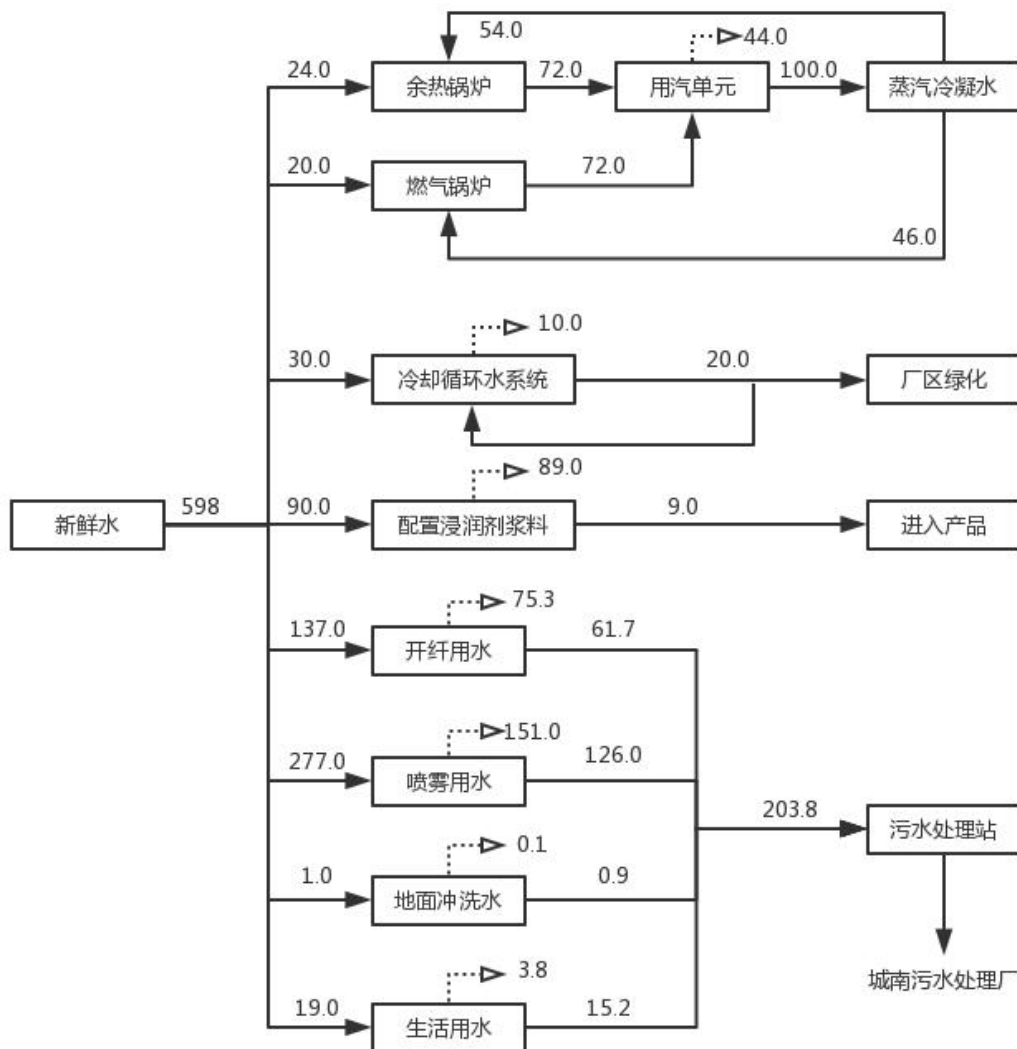 54.0
44.0
24.0
余热锅炉
72.0
用汽单元
100.0
蒸汽冷凝水
20.0
燃气锅炉
72.0
46.0
10.0
30.0
冷却循环水系统
20.0
厂区绿化
89.0
新鲜水
598
90.0
配置浸润剂浆料
9.0
进入产品
75.3
137.0
开纤用水
61.7
151.0
277.0
喷雾用水
126.0
203.8
污水处理站
0.1
1.0
地面冲洗水
0.9
3.8
城南污水处理厂
19.0
生活用水
15.2